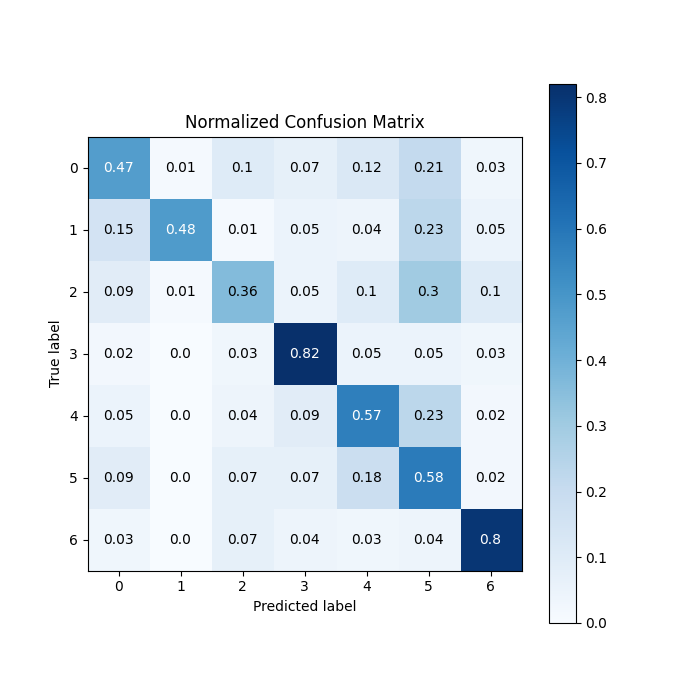 Normalized Confusion Matrix
True label
0 0.47 0.01 0.1 0.07 0.12 0.21 0.03
1 0.15 0.48 0.01 0.05 0.04 0.23 0.05
2 0.09 0.01 0.36 0.05 0.1 0.3 0.1
3 0.02 0.0 0.03 0.82 0.05 0.05 0.03
4 0.05 0.0 0.04 0.09 0.57 0.23 0.02
5 0.09 0.0 0.07 0.07 0.18 0.58 0.02
6 0.03 0.0 0.07 0.04 0.03 0.04 0.8
0 1 2 3 4 5 6
Predicted label
0.8
0.7
0.6
0.5
0.4
0.3
0.2
0.1
0.0